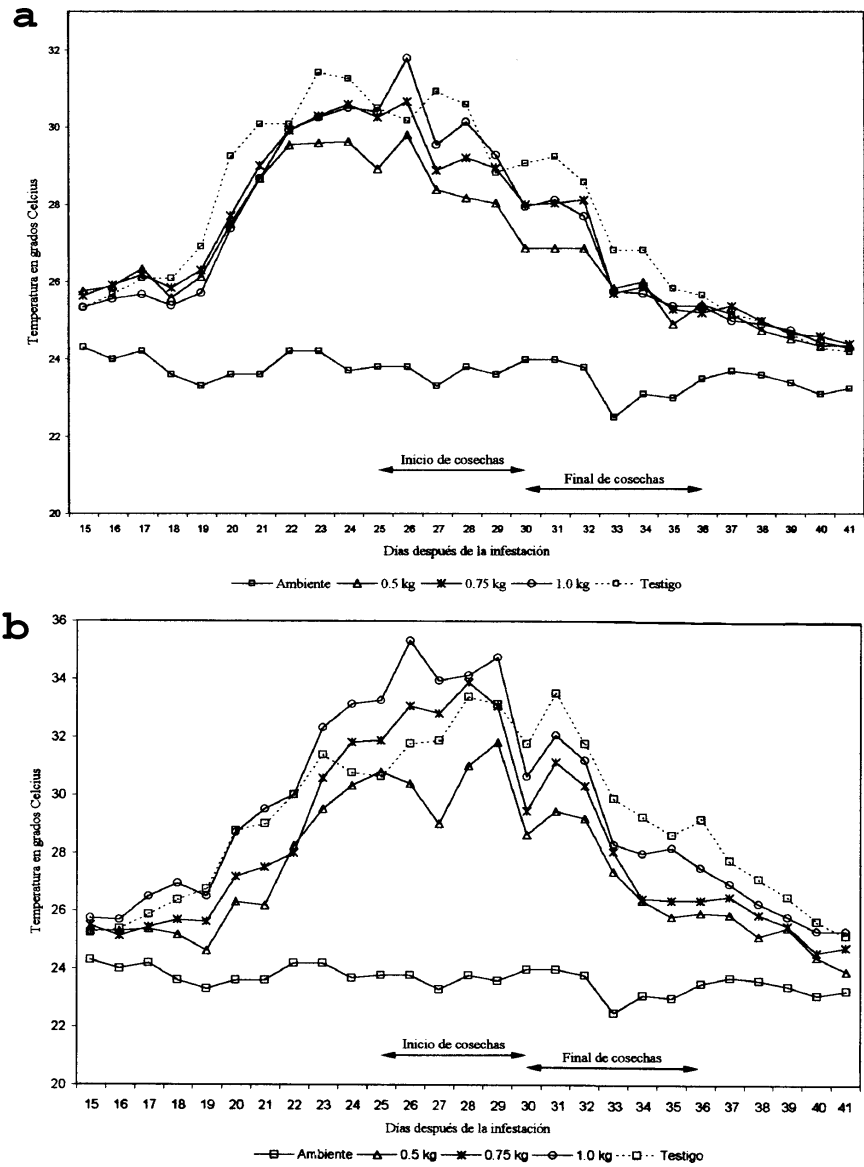 a
32
30
28
26
24
22
20
Temperatura en grados Celcius
Inicio de cosechas
Final de cosechas
15 16 17 18 19 20 21 22 23 24 25 26 27 28 29 30 31 32 33 34 35 36 37 38 39 40 41
Días después de la infestación
Ambiente 0.5 kg 0.75 kg 1.0 kg Testigo
b
36
34
32
30
28
26
24
22
20
Temperatura en grados Celcius
Inicio de cosechas
Final de cosechas
15 16 17 18 19 20 21 22 23 24 25 26 27 28 29 30 31 32 33 34 35 36 37 38 39 40 41
Días después de la infestación
Ambiente 0.5 kg 0.75 kg 1.0 kg Testigo